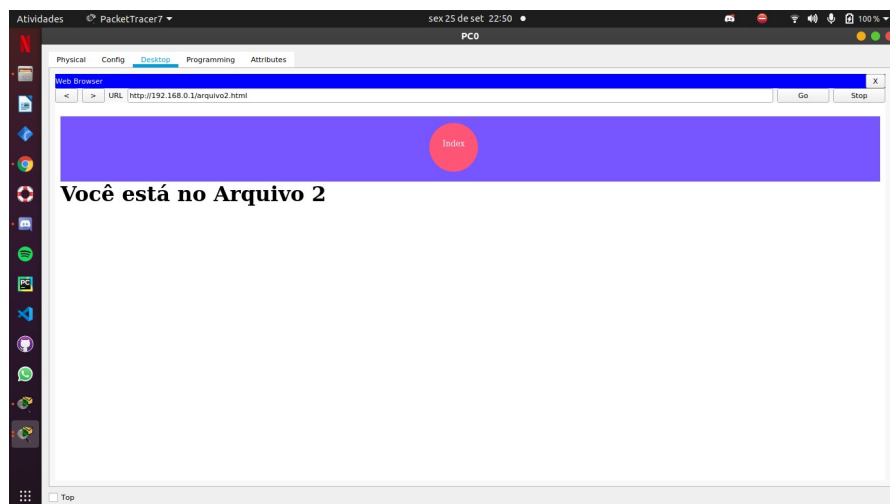 Atividades PacketTracer7 sex 25 de set 22:50 100 %
PC0
Physical Config Desktop Programming Attributes
Web Browser X
< > URL http://192.168.0.1/arquivo2.html Go Stop
Index
Você está no Arquivo 2
Top